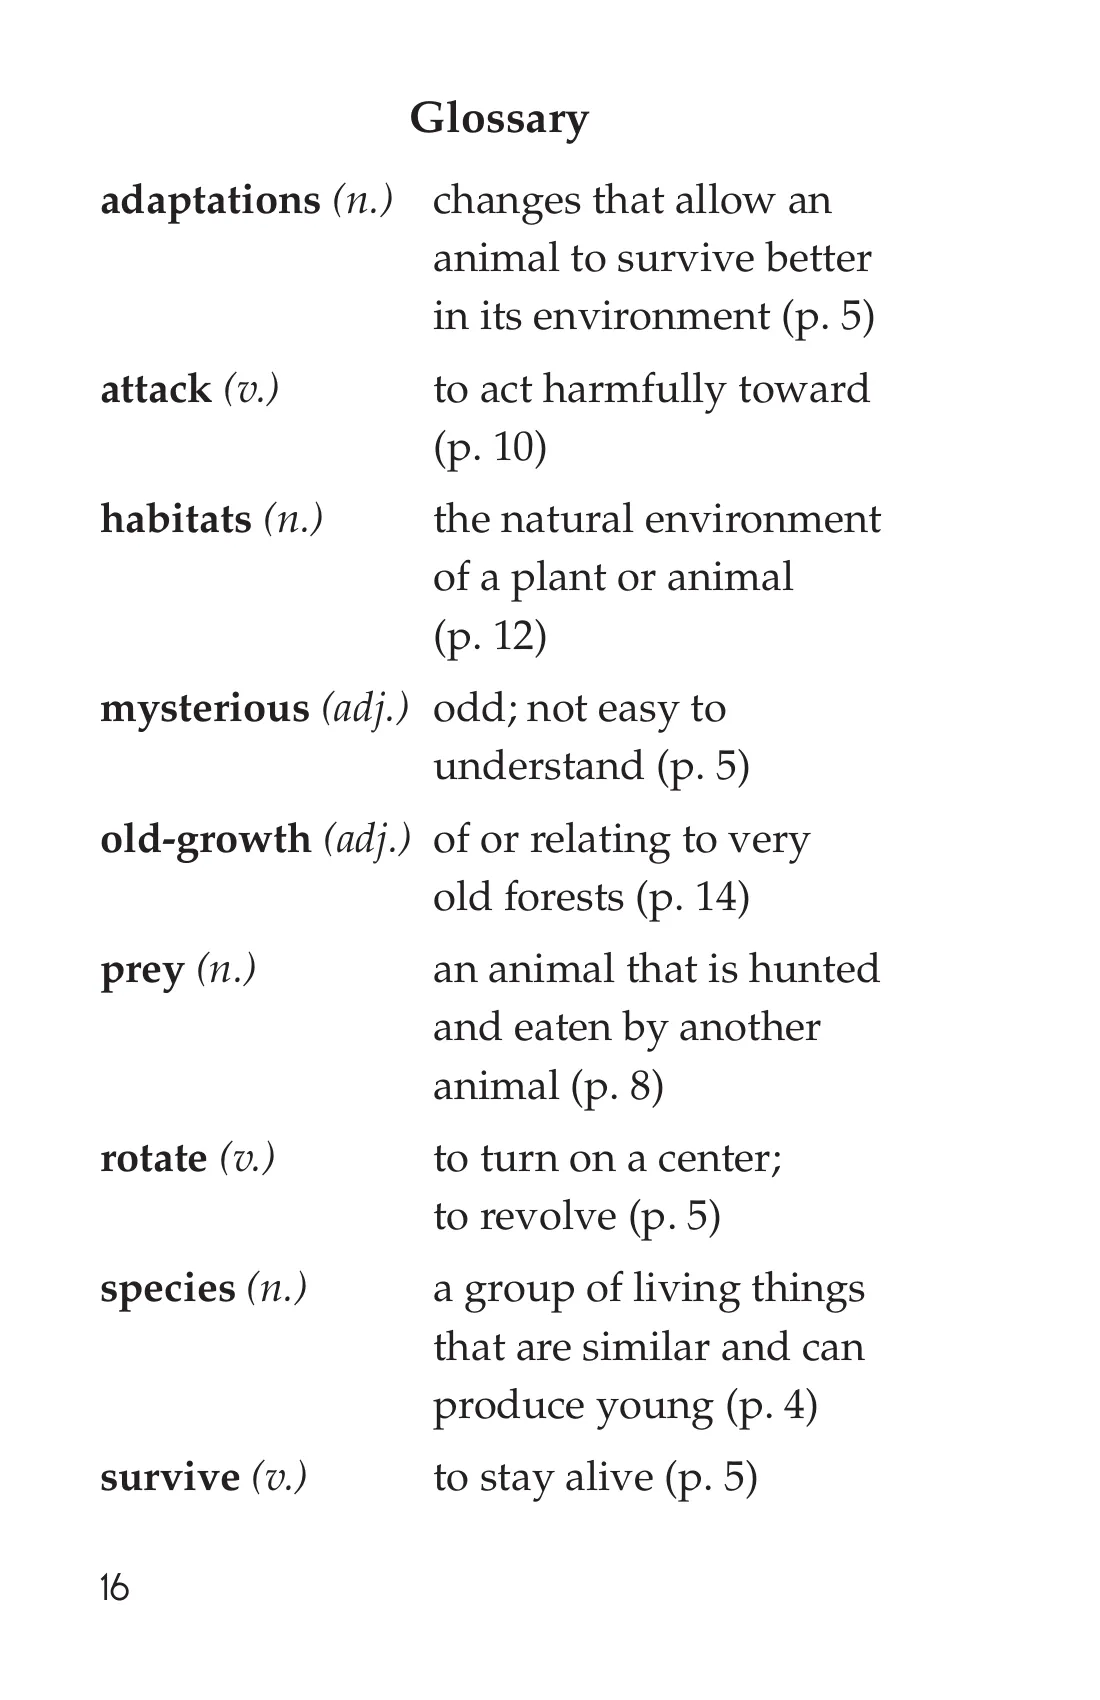 Glossary
adaptations (n.) changes that allow an
animal to survive better
in its environment (p. 5)
attack (v.) to act harmfully toward
(p. 10)
habitats (n.) the natural environment
of a plant or animal
(p. 12)
mysterious (adj.) odd; not easy to
understand (p. 5)
old-growth (adj.) of or relating to very
old forests (p. 14)
prey (n.) an animal that is hunted
and eaten by another
animal (p. 8)
rotate (v.) to turn on a center;
to revolve (p. 5)
species (n.) a group of living things
that are similar and can
produce young (p. 4)
survive (v.) to stay alive (p. 5)
16